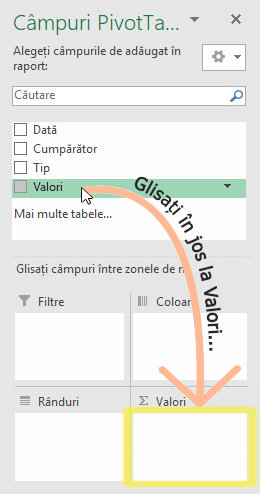 Câmpuri PivotTa...
Alegeți câmpurile de adăugat în
raport:
Căutare
Dată
Cumpărător
Tip
Valori
Mai multe tabele...
Glisați în jos la Valori...
Glisați câmpuri între zonele de
Filtre
Coloan
Rânduri
Valori